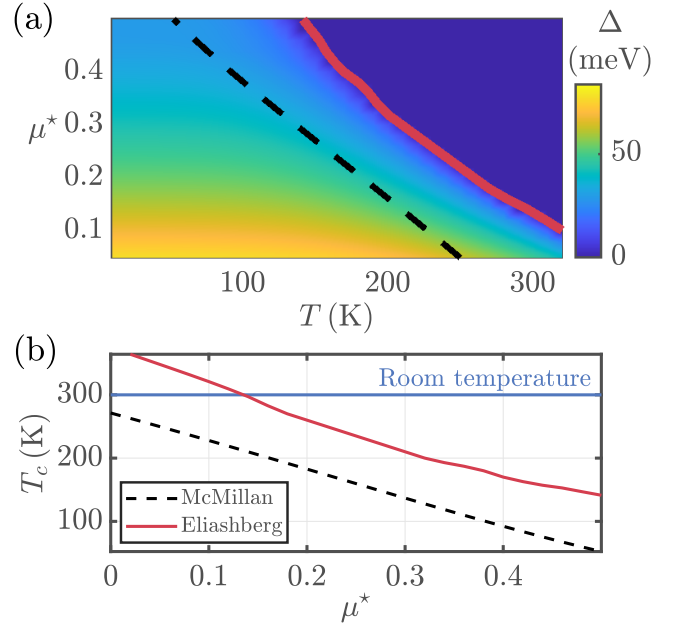 (a)
Δ
(meV)
μ⋆
0.4
0.3
0.2
0.1
50
0
100
200
300
T (K)
(b)
Room temperature
Tc (K)
300
200
100
McMillan
Eliashberg
0
0.1
0.2
0.3
0.4
μ⋆